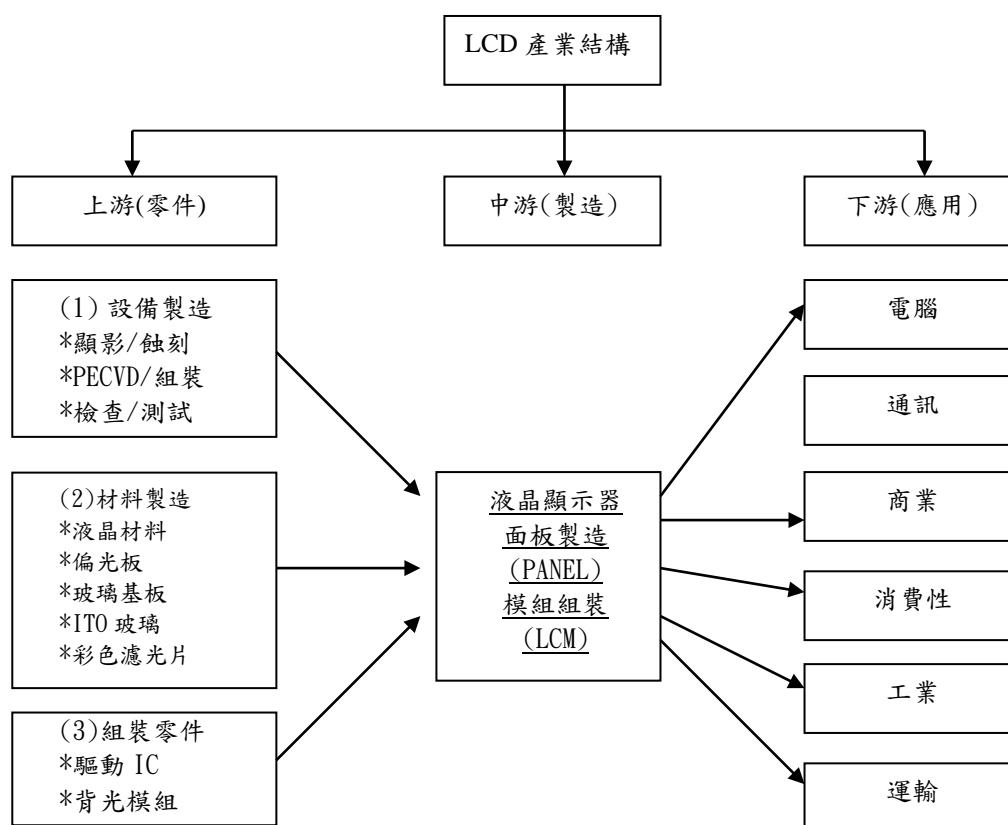 LCD 產業結構
上游(零件)
中游(製造)
下游(應用)
(1) 設備製造
*顯影/蝕刻
*PECVD/組裝
*檢查/測試
(2)材料製造
*液晶材料
*偏光板
*玻璃基板
*ITO 玻璃
*彩色濾光片
(3)組裝零件
*驅動 IC
*背光模組
液晶顯示器
面板製造
(PANEL)
模組組裝
(LCM)
電腦
通訊
商業
消費性
工業
運輸